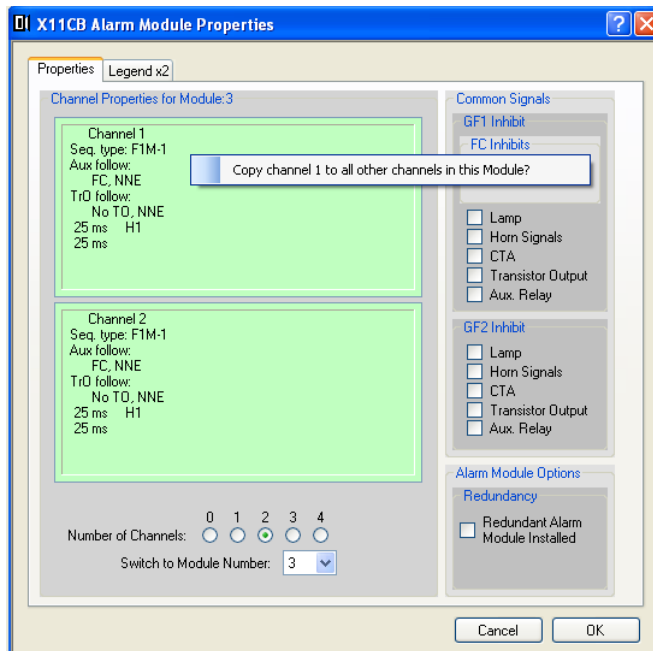 X11CB Alarm Module Properties
Properties
Legend x2
Channel Properties for Module:3
Channel 1
Seq. type: F1M-1
Aux follow:
FC, NNE
TrO follow:
No TO, NNE
25 ms H1
25 ms
Copy channel 1 to all other channels in this Module?
Channel 2
Seq. type: F1M-1
Aux follow:
FC, NNE
TrO follow:
No TO, NNE
25 ms H1
25 ms
0 1 2 3 4
Number of Channels:
Switch to Module Number: 3
Common Signals
GF1 Inhibit
FC Inhibits
Lamp
Horn Signals
CTA
Transistor Output
Aux. Relay
GF2 Inhibit
Lamp
Horn Signals
CTA
Transistor Output
Aux. Relay
Alarm Module Options
Redundancy
Redundant Alarm
Module Installed
Cancel
OK